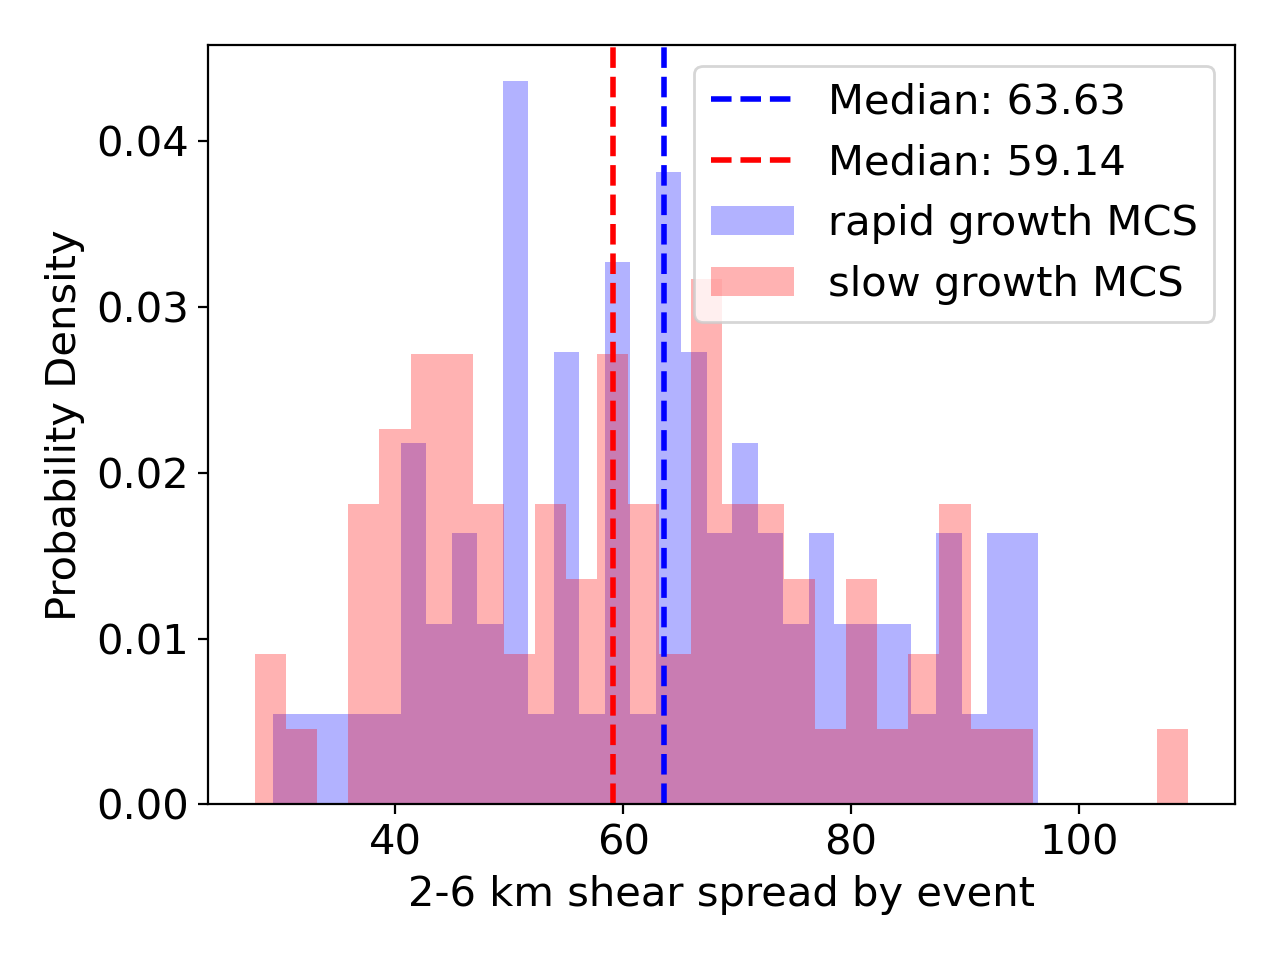 Median: 63.63
Median: 59.14
rapid growth MCS
slow growth MCS
Probability Density
0.04
0.03
0.02
0.01
0.00
40 60 80 100
2-6 km shear spread by event